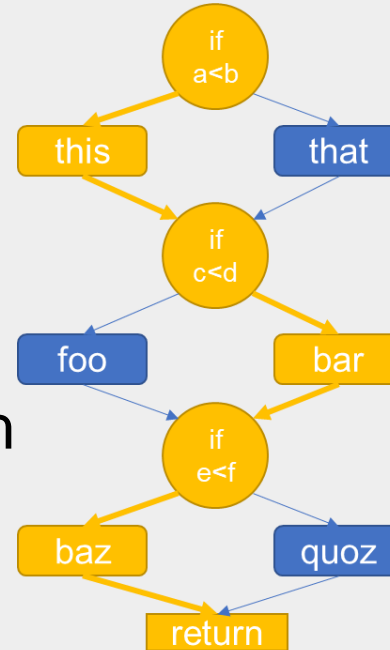 if
a<b
this
that
if
c<d
foo
bar
n
if
e<f
baz
quoz
return